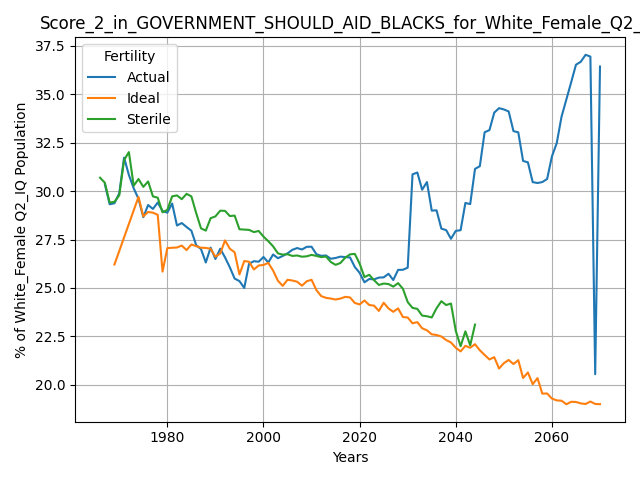 Score_2_in_GOVERNMENT_SHOULD_AID_BLACKS_for_White_Female_Q2_
Fertility
Actual
Ideal
Sterile
% of White_Female Q2_IQ Population
37.5
35.0
32.5
30.0
27.5
25.0
22.5
20.0
1980
2000
2020
2040
2060
Years